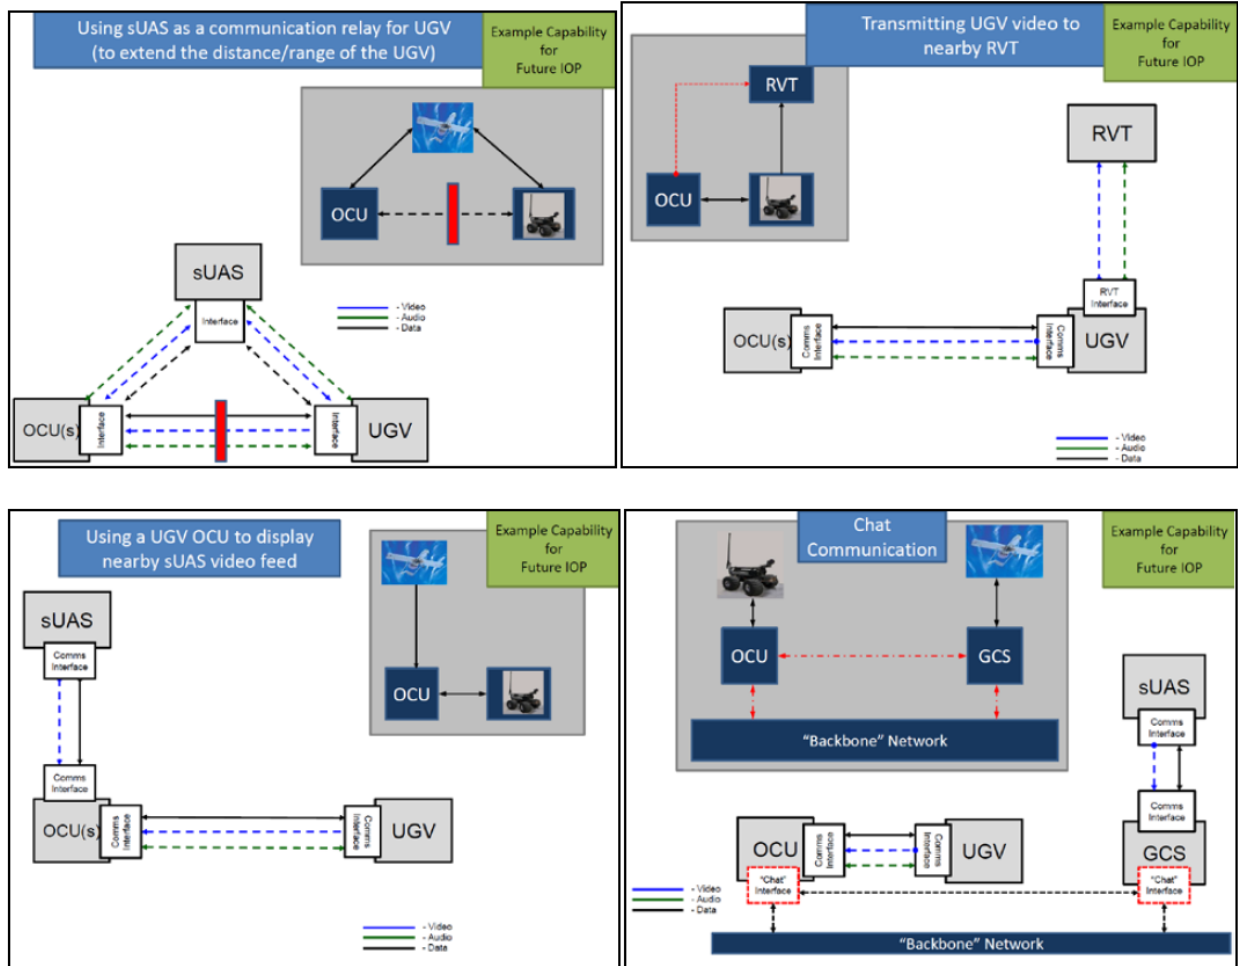 Using sUAS as a communication relay for UGV
(to extend the distance/range of the UGV)
Example Capability
for
Future IOP
OCU
sUAS
Interface
- Video
- Audio
- Data
OCU(s)
Interface
Interface
UGV
Transmitting UGV video to
nearby RVT
Example Capability
for
Future IOP
RVT
OCU
RVT
RVT
Interface
OCU(s)
Comms
Interface
Comms
Interface
UGV
- Video
- Audio
- Data
Using a UGV OCU to display
nearby sUAS video feed
Example Capability
for
Future IOP
sUAS
Comms
Interface
OCU
Comms
Interface
OCU(s)
Comms
Interface
Comms
Interface
UGV
- Video
- Audio
- Data
Chat
Communication
Example Capability
for
Future IOP
OCU
GCS
"Backbone" Network
sUAS
Comms
Interface
Comms
Interface
OCU
Comms
Interface
Comms
Interface
UGV
GCS
"Chat"
Interface
"Chat"
Interface
- Video
- Audio
- Data
"Backbone" Network